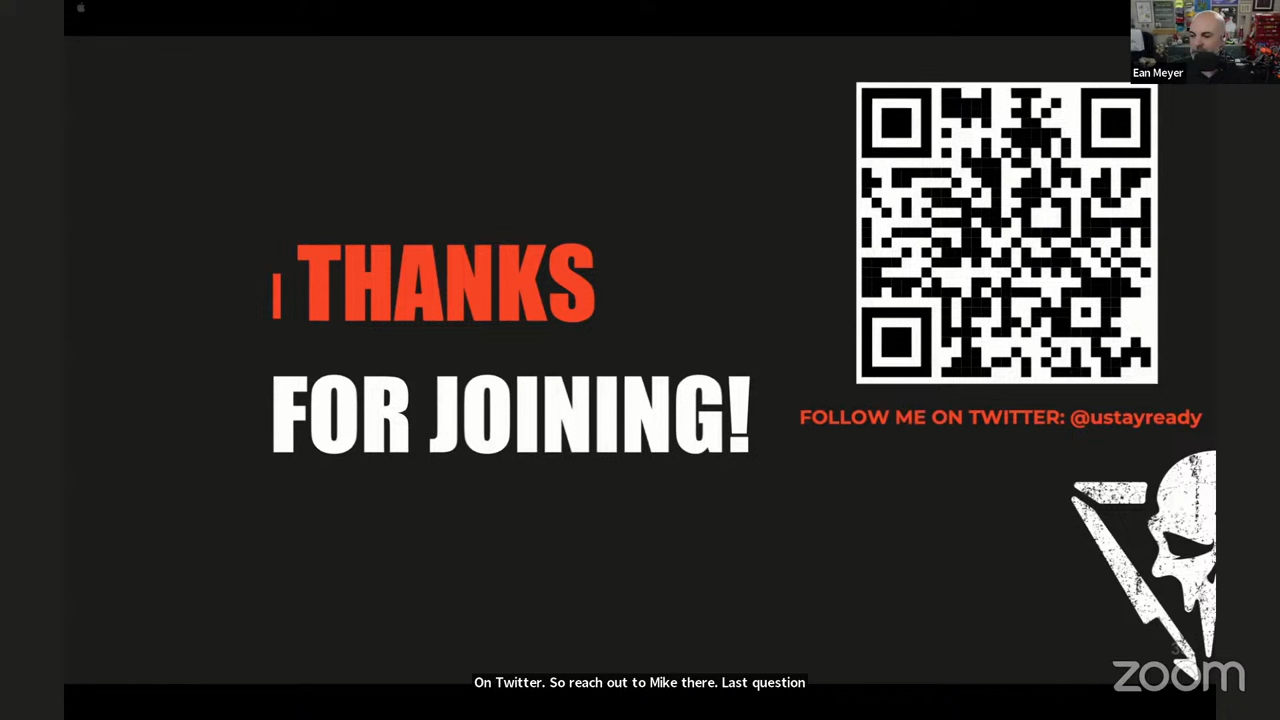 Ean Meyer
THANKS
FOR JOINING!
FOLLOW ME ON TWITTER: @ustayready
zoom
On Twitter. So reach out to Mike there. Last question